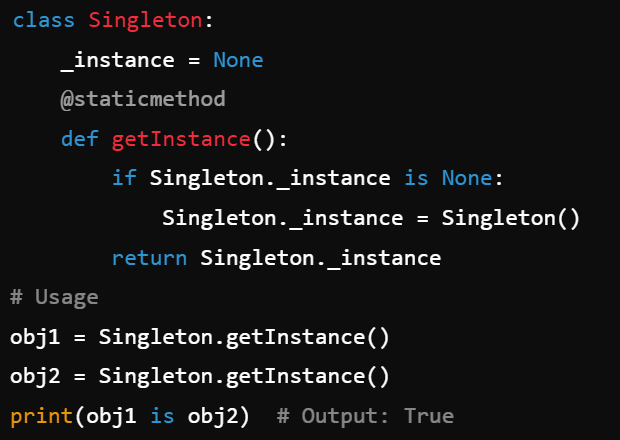 class Singleton:
    _instance = None
    @staticmethod
    def getInstance():
        if Singleton._instance is None:
            Singleton._instance = Singleton()
        return Singleton._instance
# Usage
obj1 = Singleton.getInstance()
obj2 = Singleton.getInstance()
print(obj1 is obj2)  # Output: True